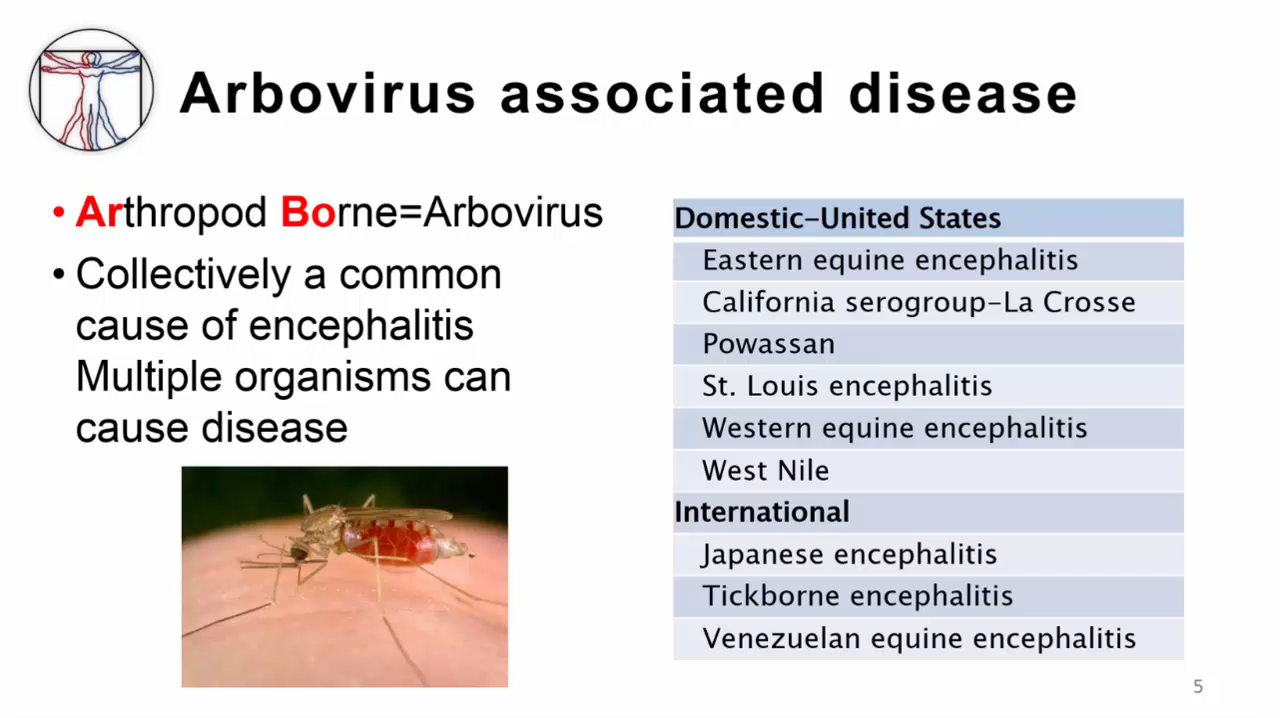 Arbovirus associated disease
• Arthropod Borne=Arbovirus
• Collectively a common
cause of encephalitis
Multiple organisms can
cause disease
Domestic–United States
Eastern equine encephalitis
California serogroup–La Crosse
Powassan
St. Louis encephalitis
Western equine encephalitis
West Nile
International
Japanese encephalitis
Tickborne encephalitis
Venezuelan equine encephalitis
5